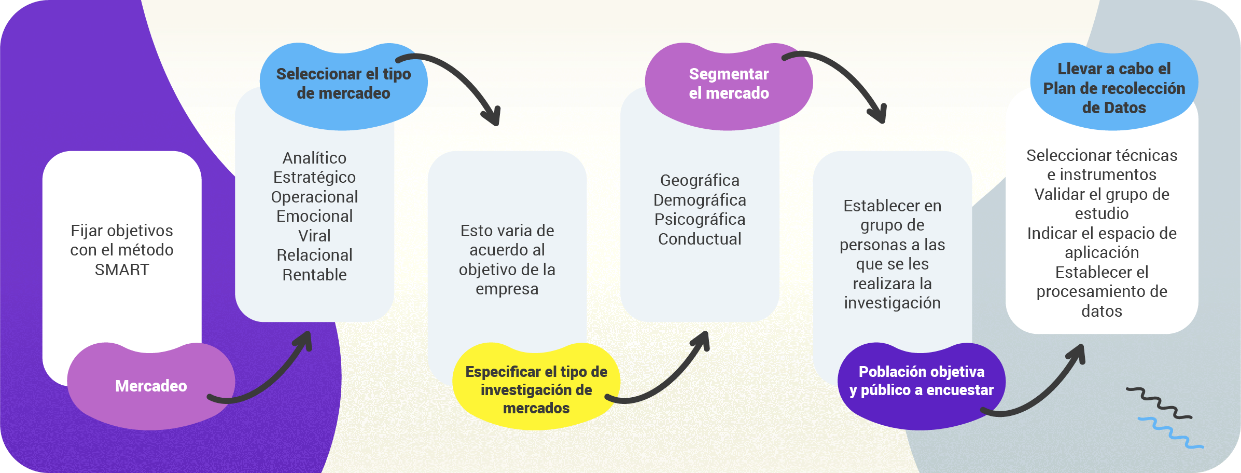 Fijar objetivos
con el método
SMART
Mercadeo
Seleccionar el tipo
de mercadeo
Analítico
Estratégico
Operacional
Emocional
Viral
Relacional
Rentable
Esto varia de
acuerdo al
objetivo de la
empresa
Especificar el tipo de
investigación de
mercados
Segmentar
el mercado
Geográfica
Demográfica
Psicográfica
Conductual
Establecer en
grupo de
personas a las
que se les
realizara la
investigación
Población objetiva
y público a encuestar
Llevar a cabo el
Plan de recolección
de Datos
Seleccionar técnicas
e instrumentos
Validar el grupo de
estudio
Indicar el espacio de
aplicación
Establecer el
procesamiento de
datos